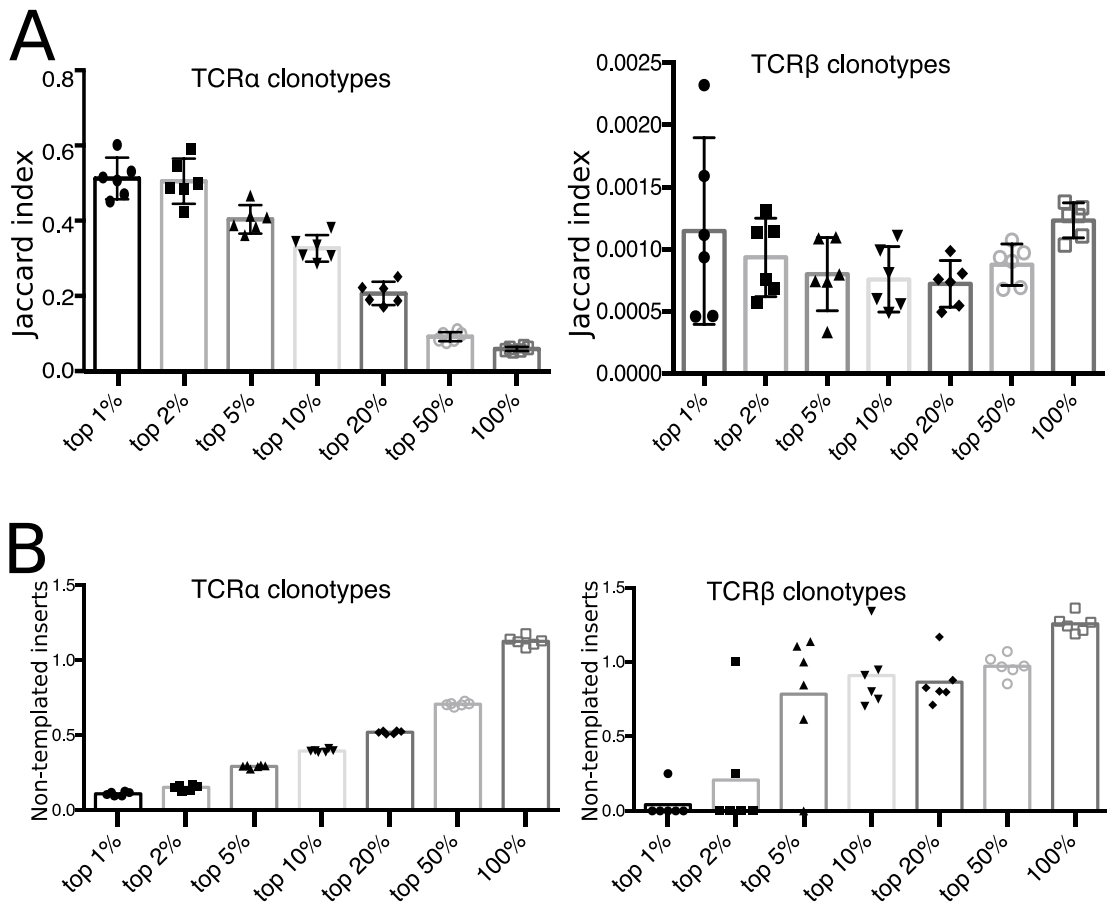 A
TCRα clonotypes
Jaccard index
0.8
0.6
0.4
0.2
0.0
top 1%
top 2%
top 5%
top 10%
top 20%
top 50%
100%
TCRβ clonotypes
Jaccard index
0.0025
0.0020
0.0015
0.0010
0.0005
0.0000
top 1%
top 2%
top 5%
top 10%
top 20%
top 50%
100%
B
TCRα clonotypes
Non-templated inserts
1.5
1.0
0.5
0.0
top 1%
top 2%
top 5%
top 10%
top 20%
top 50%
100%
TCRβ clonotypes
Non-templated inserts
1.5
1.0
0.5
0.0
top 1%
top 2%
top 5%
top 10%
top 20%
top 50%
100%